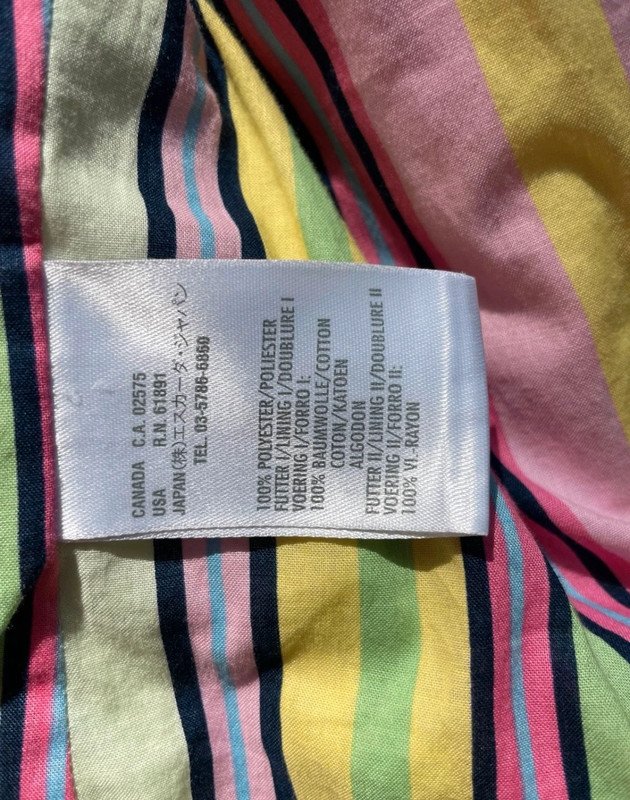 CANADA C.A. 02575
USA R.N. 61891
JAPAN (株)エスカーダ・ジャパン
TEL. 03-5786-6860
100% POLYESTER/POLIESTER
FUTTER I/LINING I/DOUBLURE I
VOERING I/FORRO I:
100% BAUMWOLLE/COTTON
COTON/KATOEN
ALGODON
FUTTER II/LINING II/DOUBLURE II
VOERING II/FORRO II:
100% VI.-RAYON